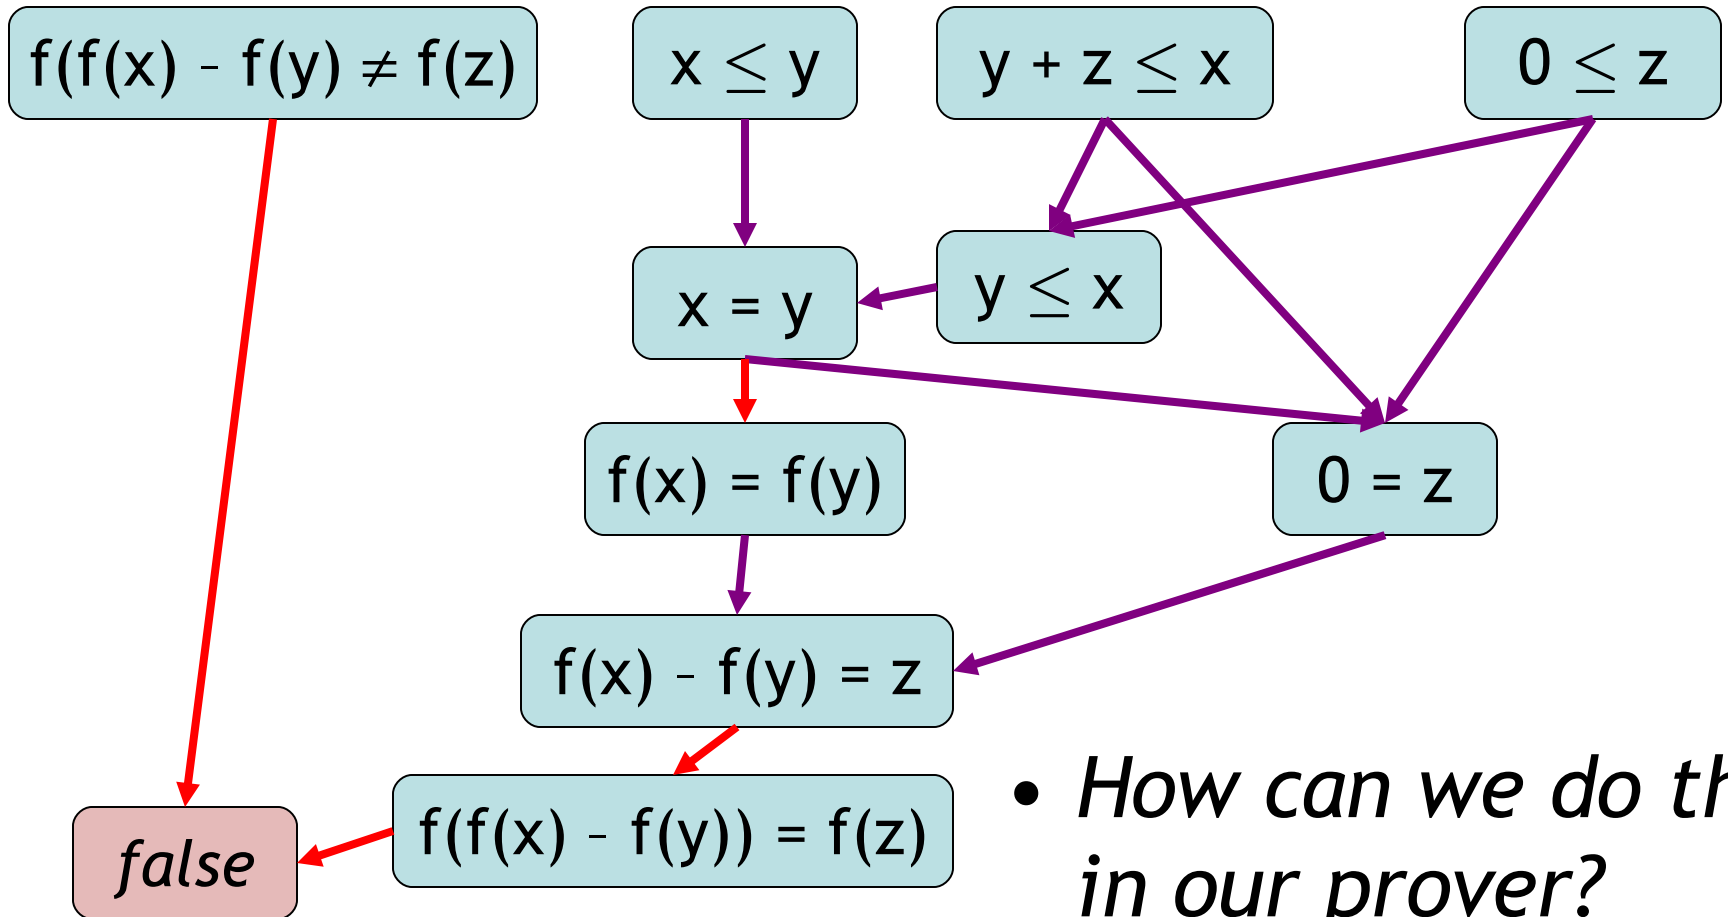 f(f(x) - f(y) ≠ f(z)
x ≤ y
y + z ≤ x
0 ≤ z
x = y
y ≤ x
f(x) = f(y)
0 = z
f(x) - f(y) = z
f(f(x) - f(y)) = f(z)
false
• How can we do
in our prover?